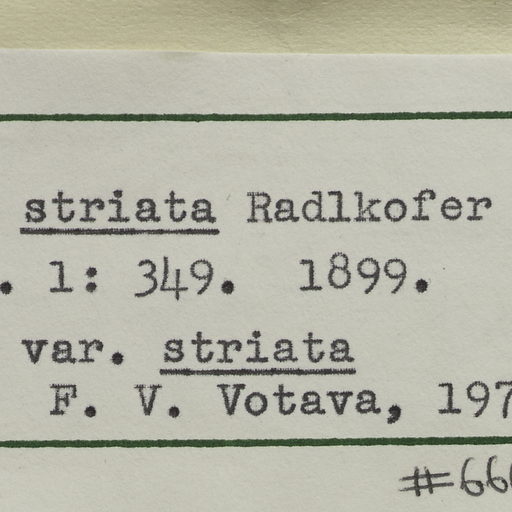 striata Radlkofer
. 1: 349. 1899.
var. striata
F. V. Votava, 197
#66